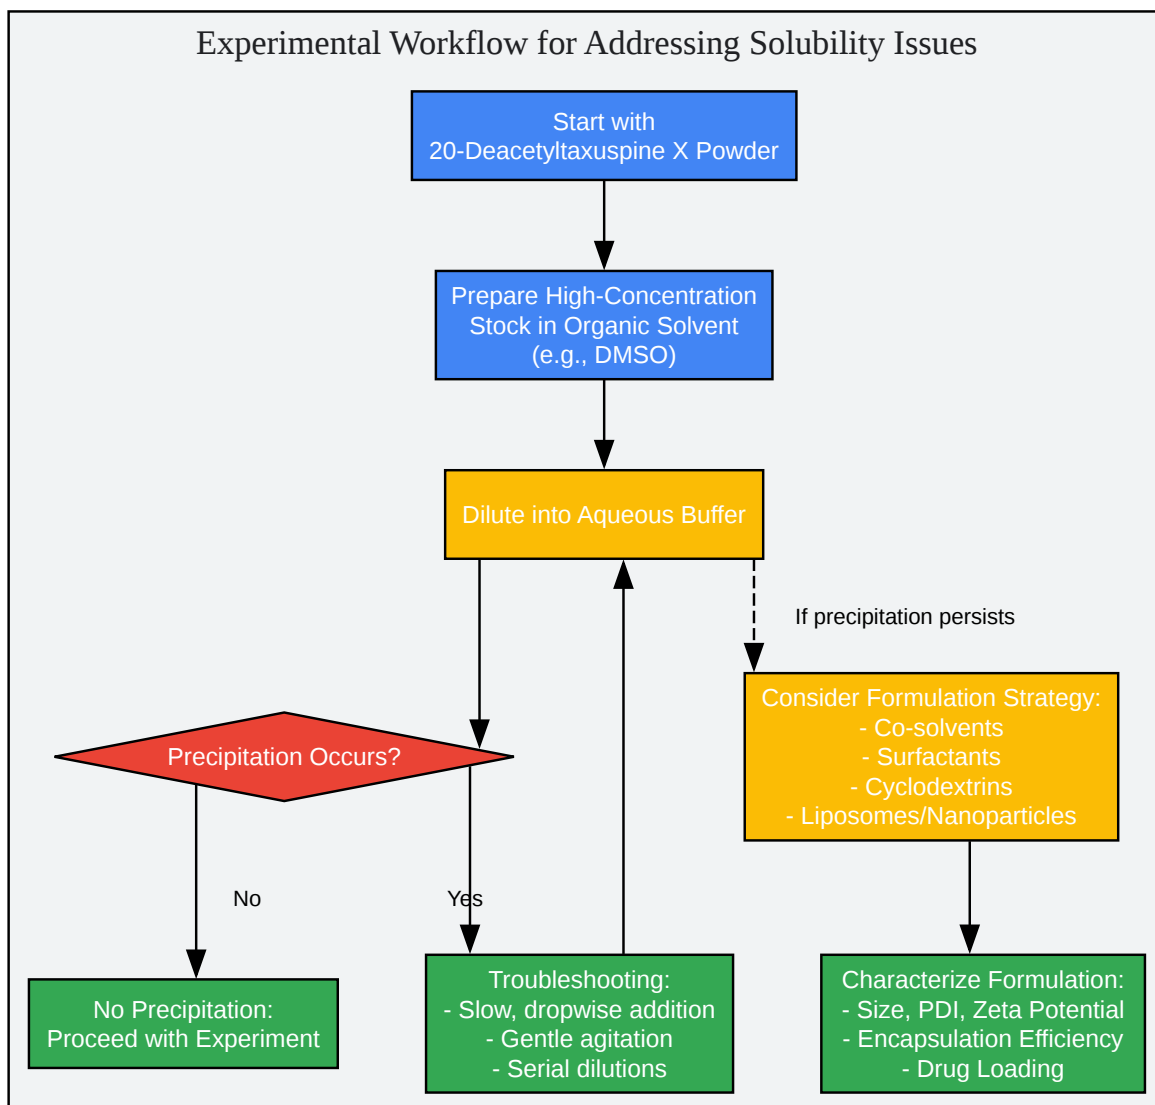 Experimental Workflow for Addressing Solubility Issues
Start with
20-Deacetyltaxuspine X Powder
Prepare High-Concentration
Stock in Organic Solvent
(e.g., DMSO)
Dilute into Aqueous Buffer
If precipitation persists
Consider Formulation Strategy:
- Co-solvents
- Surfactants
- Cyclodextrins
- Liposomes/Nanoparticles
Precipitation Occurs?
No
Yes
No Precipitation:
Proceed with Experiment
Troubleshooting:
- Slow, dropwise addition
- Gentle agitation
- Serial dilutions
Characterize Formulation:
- Size, PDI, Zeta Potential
- Encapsulation Efficiency
- Drug Loading